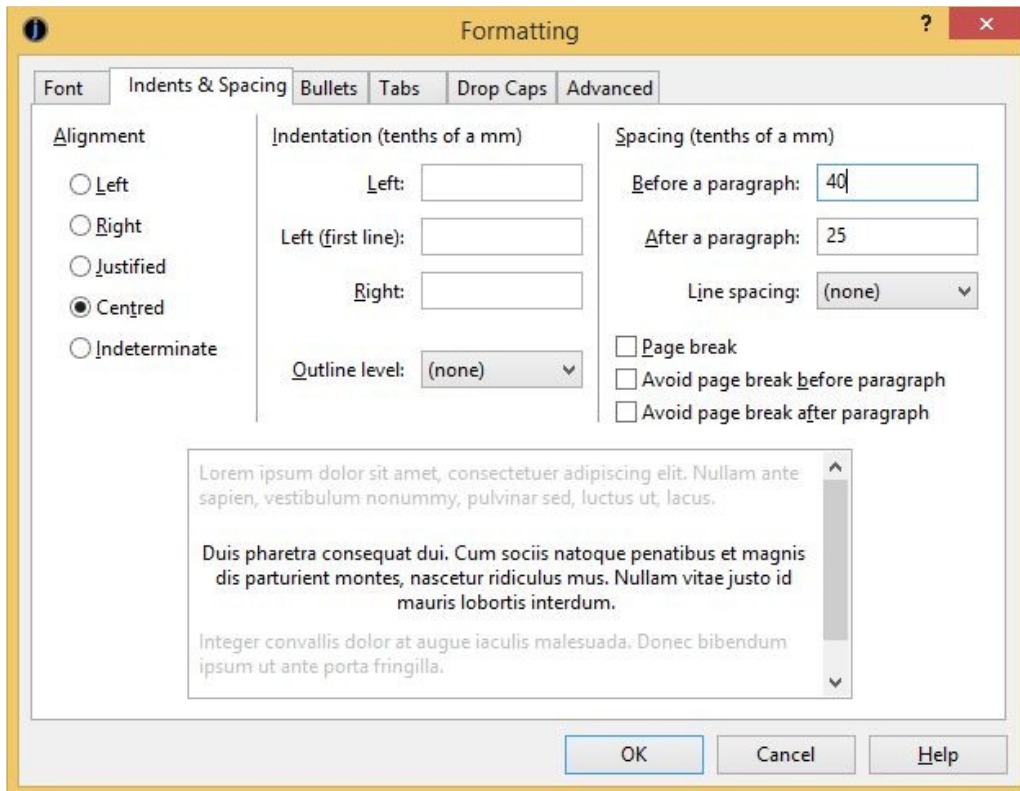 Formatting
?
Font
Indents & Spacing
Bullets
Tabs
Drop Caps
Advanced
Alignment
Left
Right
Justified
Centred
Indeterminate
Indentation (tenths of a mm)
Left:
Left (first line):
Right:
Outline level: (none)
Spacing (tenths of a mm)
Before a paragraph: 40
After a paragraph: 25
Line spacing: (none)
Page break
Avoid page break before paragraph
Avoid page break after paragraph
Lorem ipsum dolor sit amet, consectetuer adipiscing elit. Nullam ante
sapien, vestibulum nonummy, pulvinar sed, luctus ut, lacus.
Duis pharetra consequat dui. Cum sociis natoque penatibus et magnis
dis parturient montes, nascetur ridiculus mus. Nullam vitae justo id
mauris lobortis interdum.
Integer convallis dolor at augue iaculis malesuada. Donec bibendum
ipsum ut ante porta fringilla.
OK
Cancel
Help